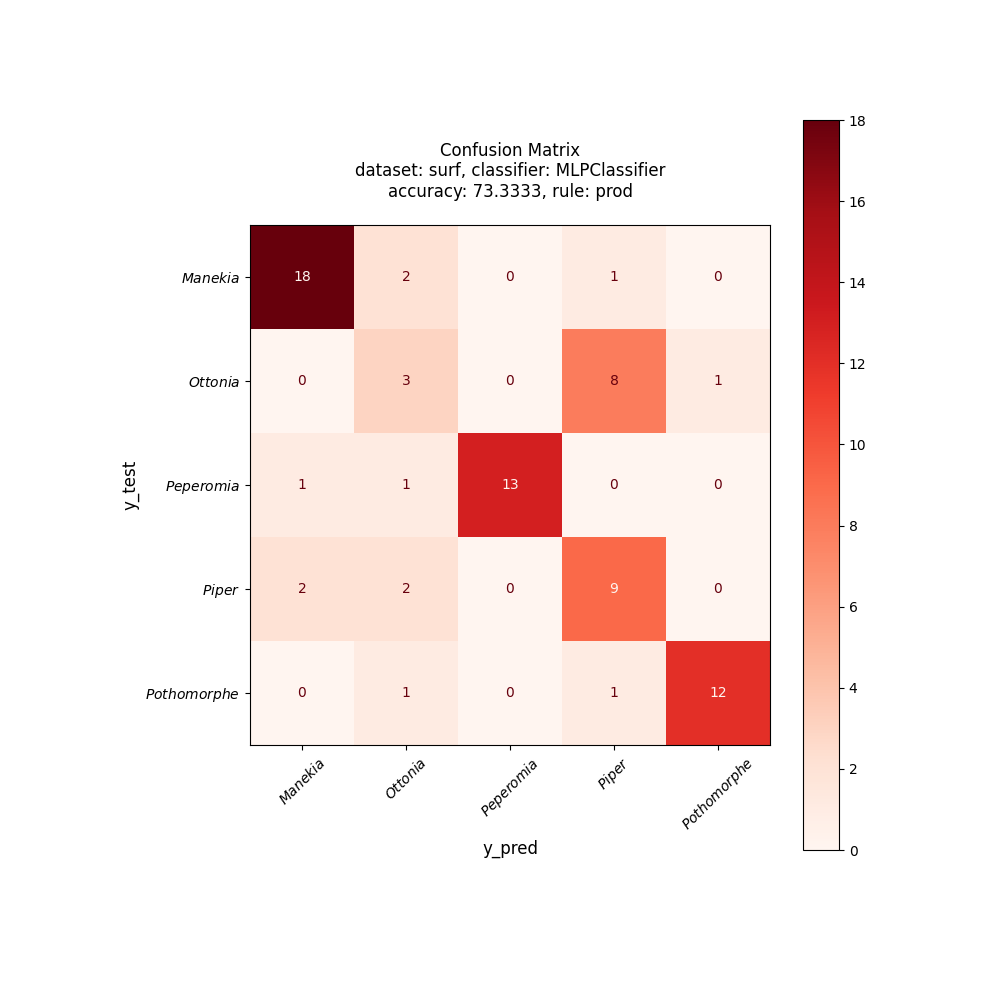 Confusion Matrix
dataset: surf, classifier: MLPClassifier
accuracy: 73.3333, rule: prod
y_test
Manekia 18 2 0 1 0
Ottonia 0 3 0 8 1
Peperomia 1 1 13 0 0
Piper 2 2 0 9 0
Pothomorphe 0 1 0 1 12
Manekia Ottonia Peperomia Piper Pothomorphe
y_pred
18
16
14
12
10
8
6
4
2
0